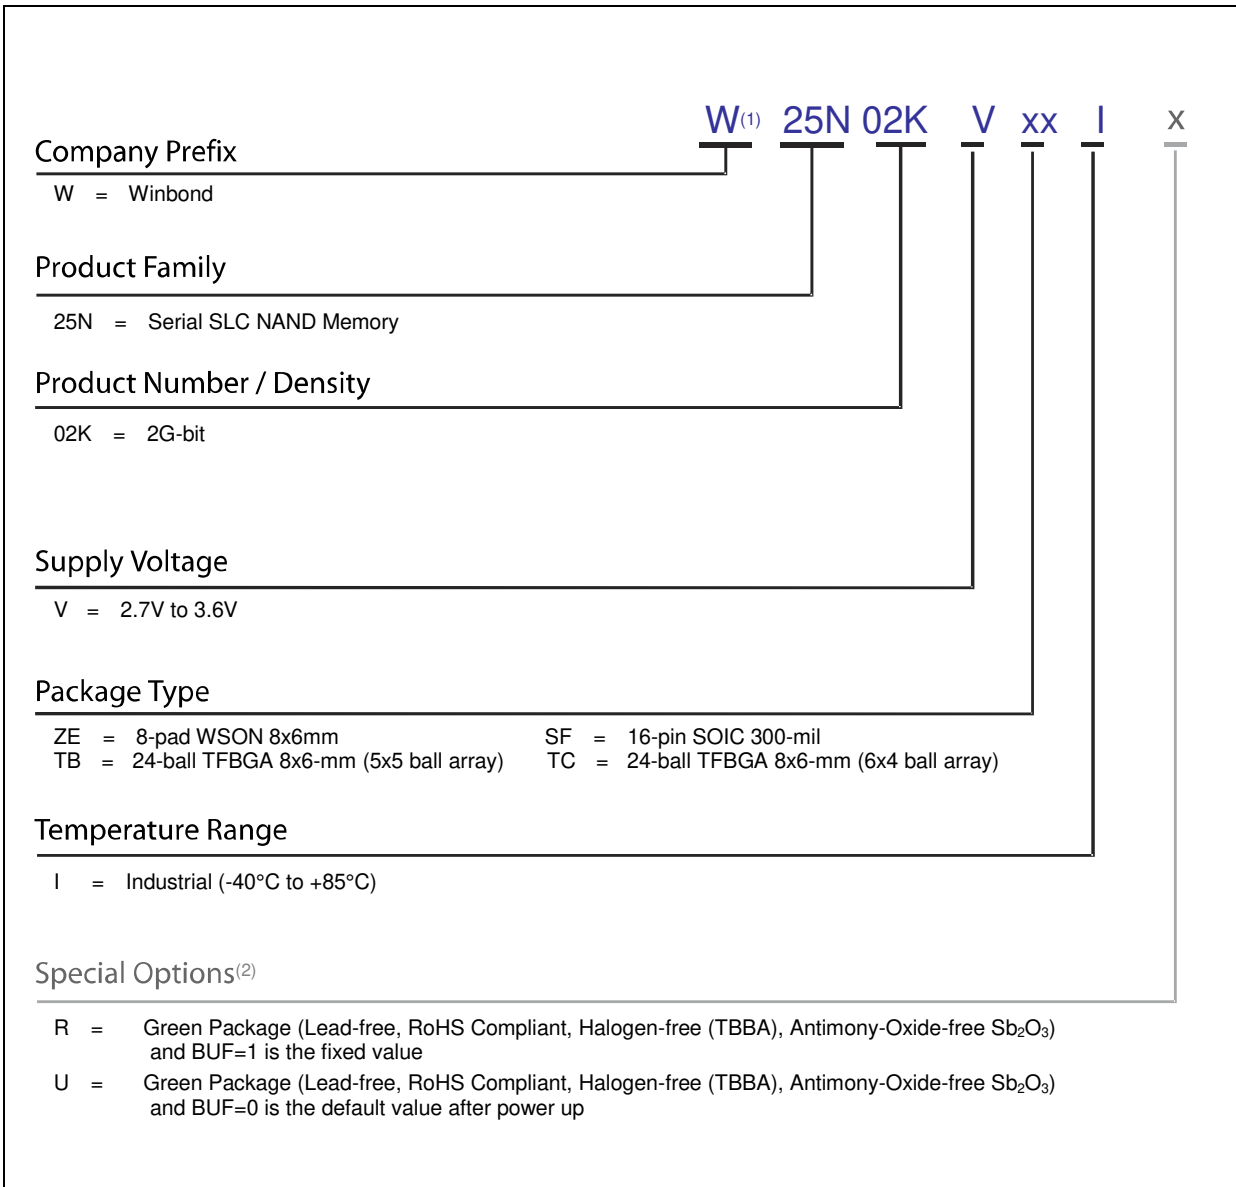 W(1) 25N 02K V xx I x
Company Prefix
W = Winbond
Product Family
25N = Serial SLC NAND Memory
Product Number / Density
02K = 2G-bit
Supply Voltage
V = 2.7V to 3.6V
Package Type
ZE = 8-pad WSON 8x6mm SF = 16-pin SOIC 300-mil
TB = 24-ball TFBGA 8x6-mm (5x5 ball array) TC = 24-ball TFBGA 8x6-mm (6x4 ball array)
Temperature Range
I = Industrial (-40°C to +85°C)
Special Options(2)
R = Green Package (Lead-free, RoHS Compliant, Halogen-free (TBBA), Antimony-Oxide-free Sb₂O₃)
and BUF=1 is the fixed value
U = Green Package (Lead-free, RoHS Compliant, Halogen-free (TBBA), Antimony-Oxide-free Sb₂O₃)
and BUF=0 is the default value after power up